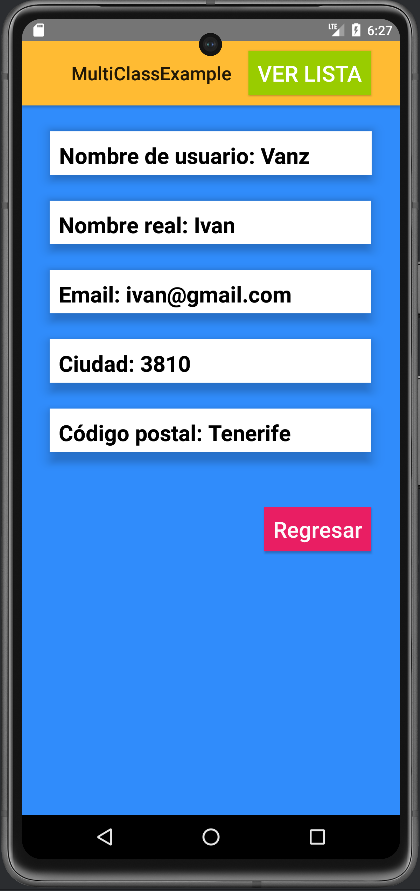 LTE 6:27
MultiClassExample VER LISTA
Nombre de usuario: Vanz
Nombre real: Ivan
Email: ivan@gmail.com
Ciudad: 3810
Código postal: Tenerife
Regresar